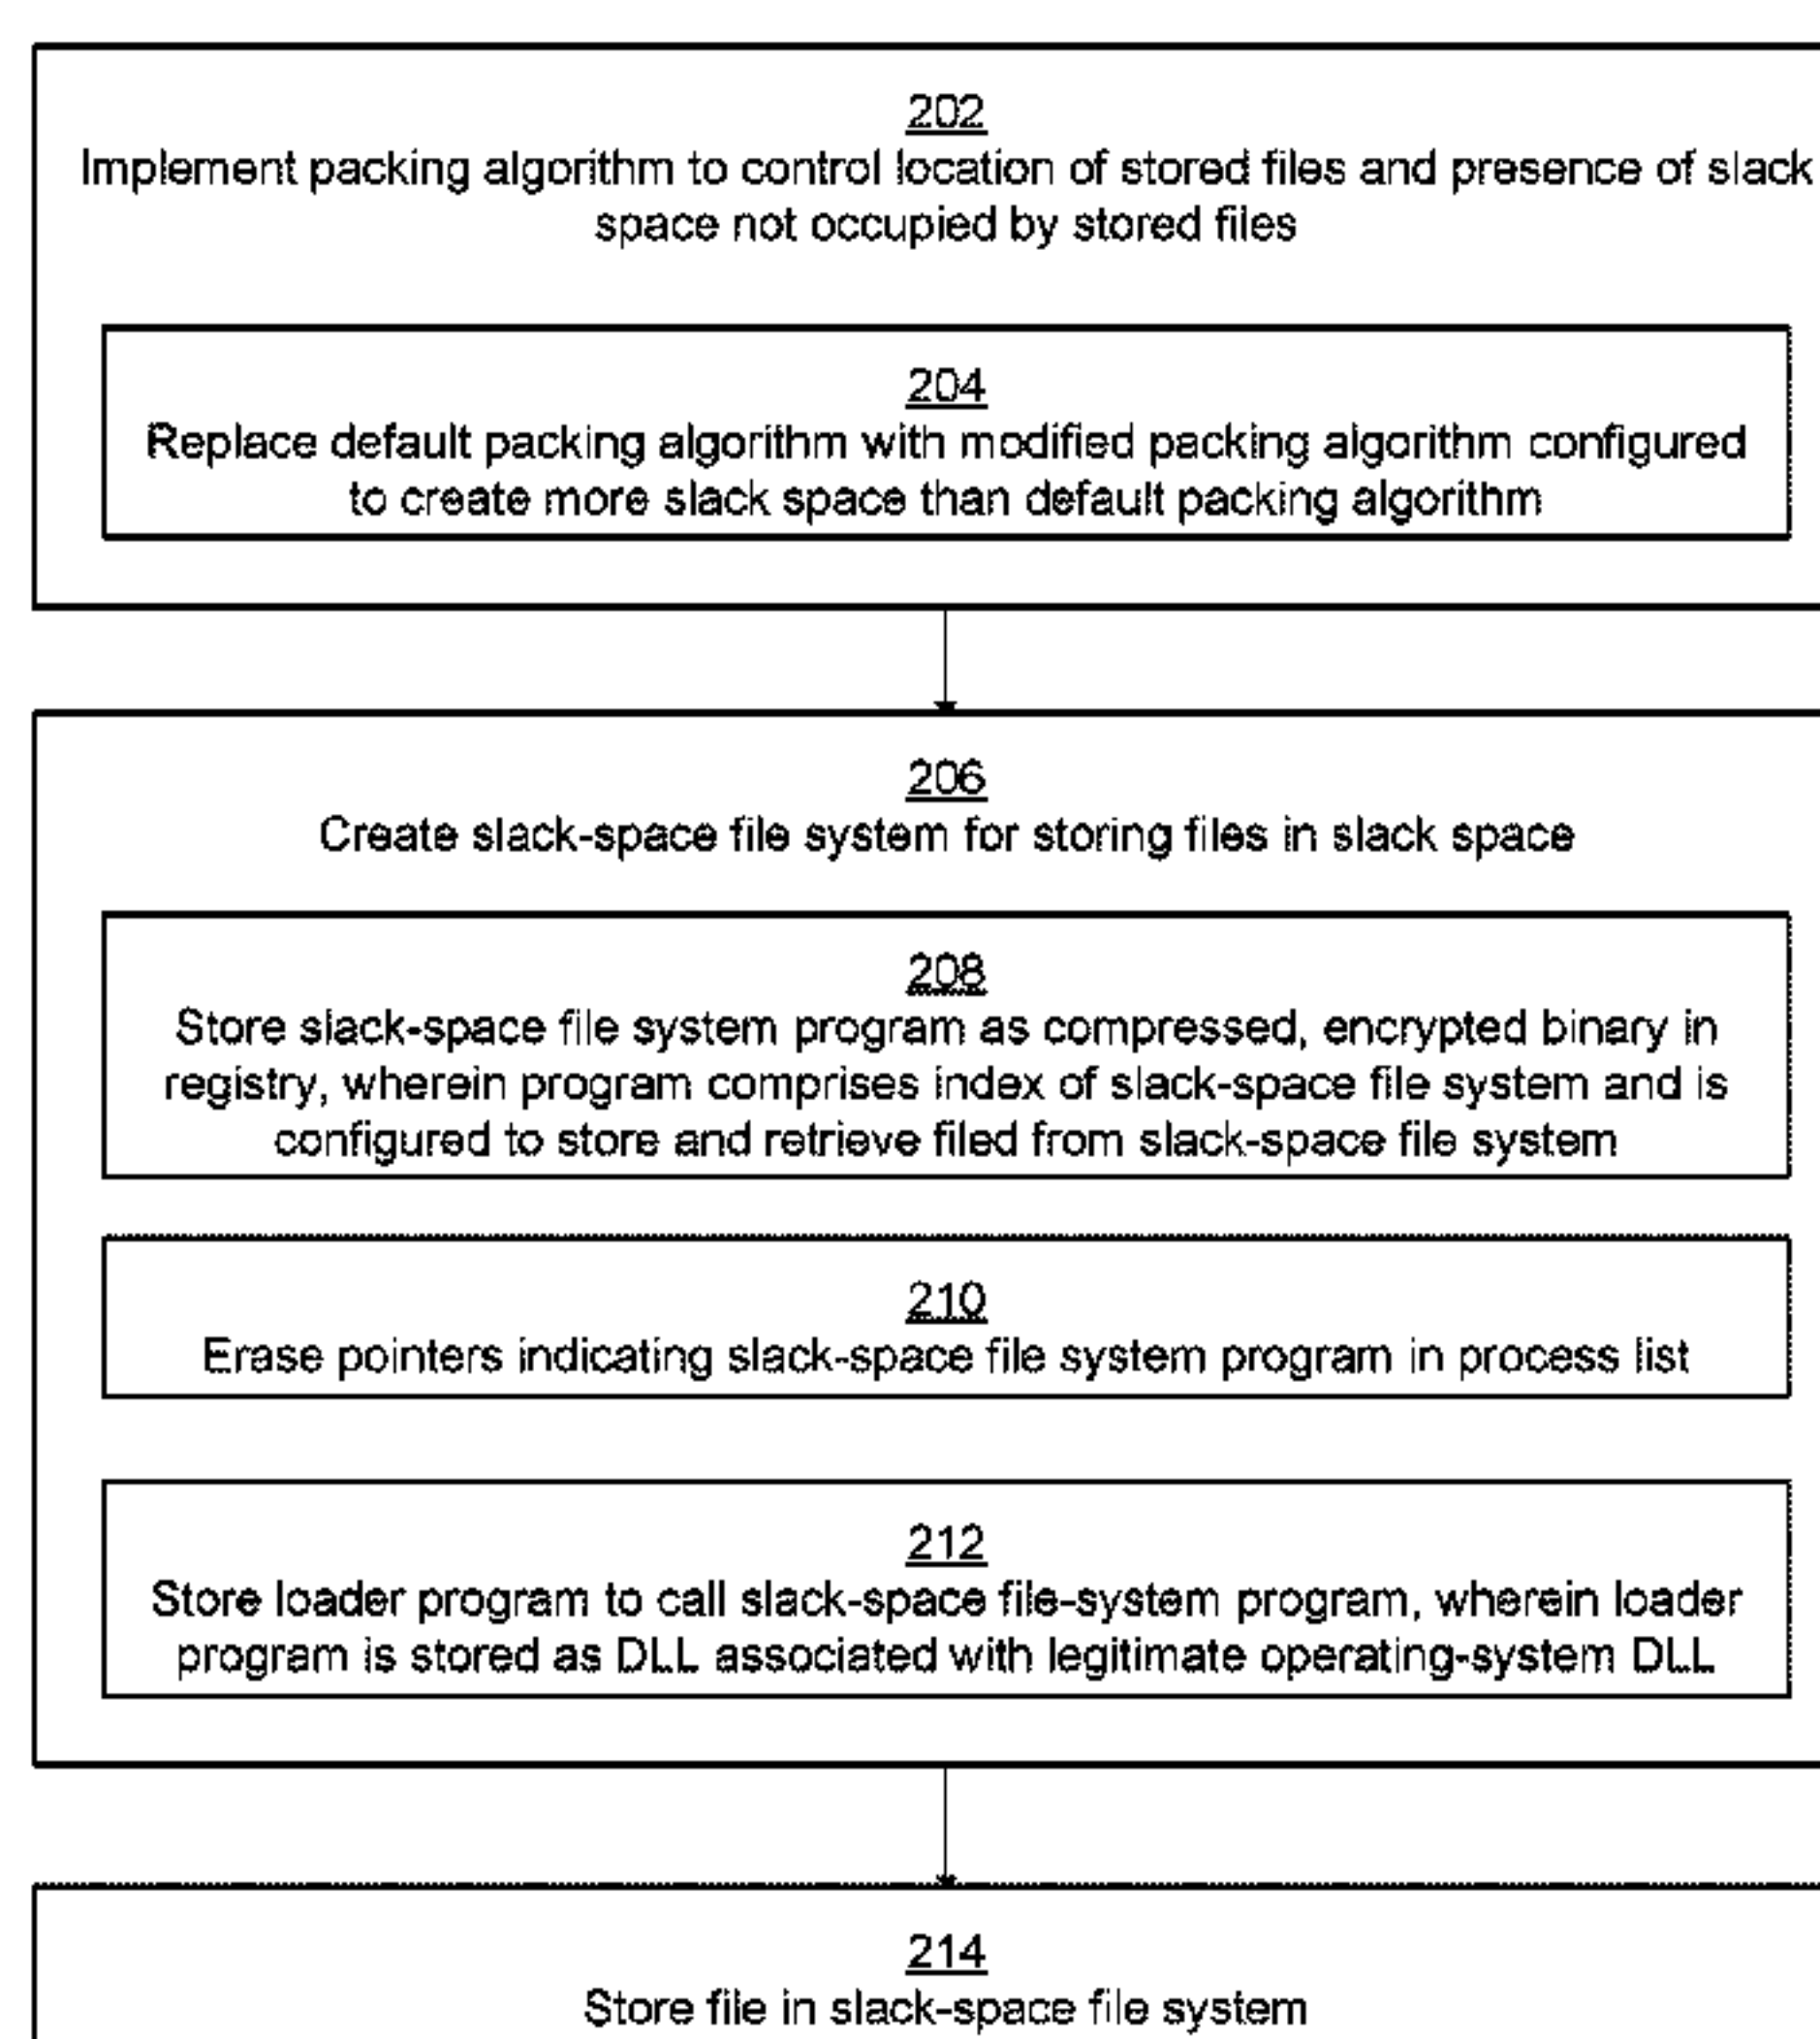 202
Implement packing algorithm to control location of stored files and presence of slack
space not occupied by stored files
204
Replace default packing algorithm with modified packing algorithm configured
to create more slack space than default packing algorithm
206
Create slack-space file system for storing files in slack space
208
Store slack-space file system program as compressed, encrypted binary in
registry, wherein program comprises index of slack-space file system and is
configured to store and retrieve filed from slack-space file system
210
Erase pointers indicating slack-space file system program in process list
212
Store loader program to call slack-space file-system program, wherein loader
program is stored as DLL associated with legitimate operating-system DLL
214
Store file in slack-space file system